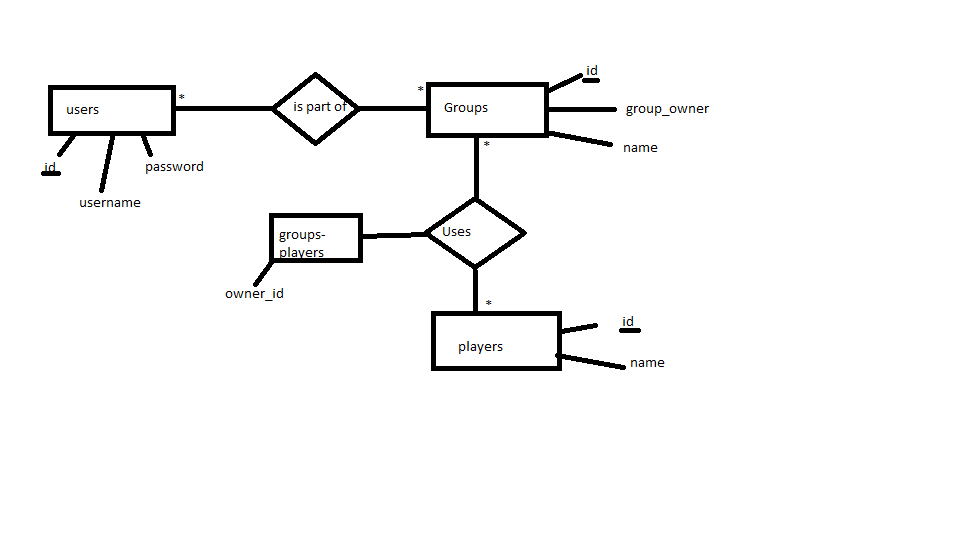 id
users
*
is part of
*
Groups
group_owner
*
name
id
password
username
groups-
players
Uses
owner_id
*
id
players
name